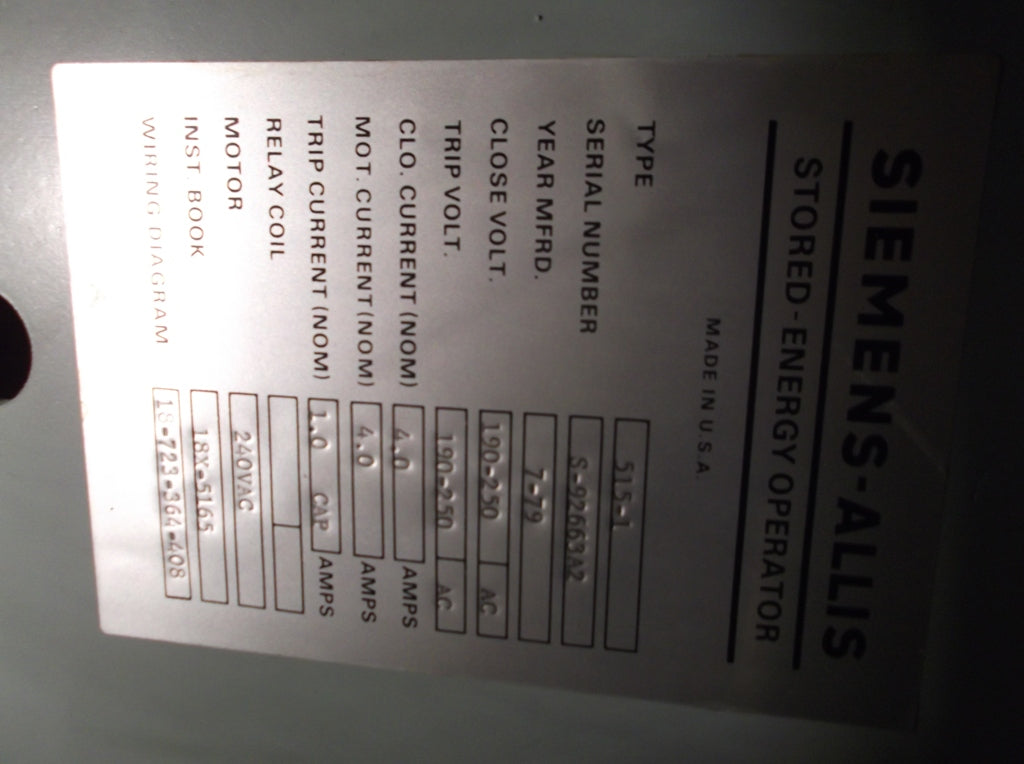 SIEMENS-ALLIS
STORED-ENERGY OPERATOR
MADE IN U.S.A.
TYPE 515-1
SERIAL NUMBER S-92663A2
YEAR MFRD. 7-79
CLOSE VOLT. 190-250 AC
TRIP VOLT. 190-250 AC
CLO. CURRENT (NOM) 4.0 AMPS
MOT. CURRENT (NOM) 4.0 AMPS
TRIP CURRENT (NOM) 1.0 CAP AMPS
RELAY COIL
MOTOR 240VAC
INST. BOOK 18X-5165
WIRING DIAGRAM 18-723-364-408